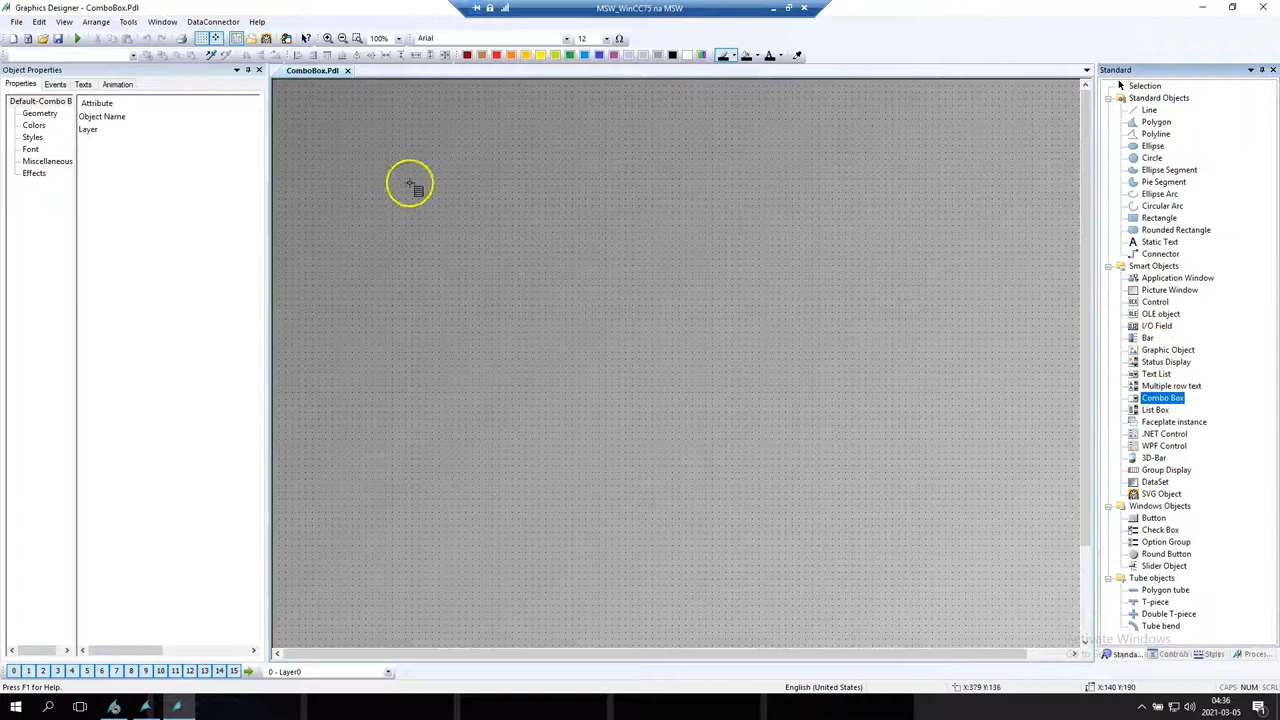 Graphics Designer - ComboBox.Pdl
MSW_WinCC75 na MSW
File Edit View Arrange Tools Window DataConnector Help
100% Arial 12
Object Properties
ComboBox.Pdl
Standard
Properties Events Texts Animation
Default-Combo B
Geometry
Colors
Styles
Font
Miscellaneous
Effects
Attribute
Object Name
Layer
Selection
Standard Objects
Line
Polygon
Polyline
Ellipse
Circle
Ellipse Segment
Pie Segment
Ellipse Arc
Circular Arc
Rectangle
Rounded Rectangle
Static Text
Connector
Smart Objects
Application Window
Picture Window
Control
OLE object
I/O Field
Bar
Graphic Object
Status Display
Text List
Multiple row text
Combo Box
List Box
Faceplate instance
.NET Control
WPF Control
3D-Bar
Group Display
DataSet
SVG Object
Windows Objects
Button
Check Box
Option Group
Round Button
Slider Object
Tube objects
Polygon tube
T-piece
Double T-piece
Tube bend
Activate Windows
Standa... Controls Styles Proces...
0 1 2 3 4 5 6 7 8 9 10 11 12 13 14 15 0 - Layer0
Press F1 for Help. English (United States) X:379 Y:136 X:140 Y:190 CAPS NUM SCRL
04:36
2021-03-05